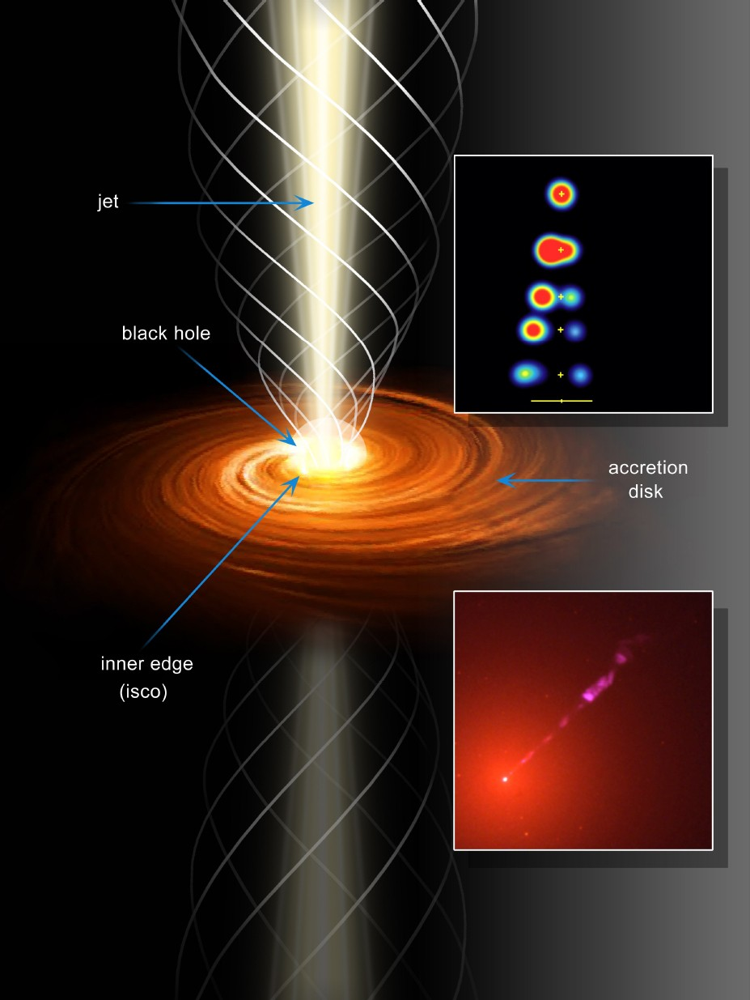 jet
black hole
accretion
disk
inner edge
(isco)